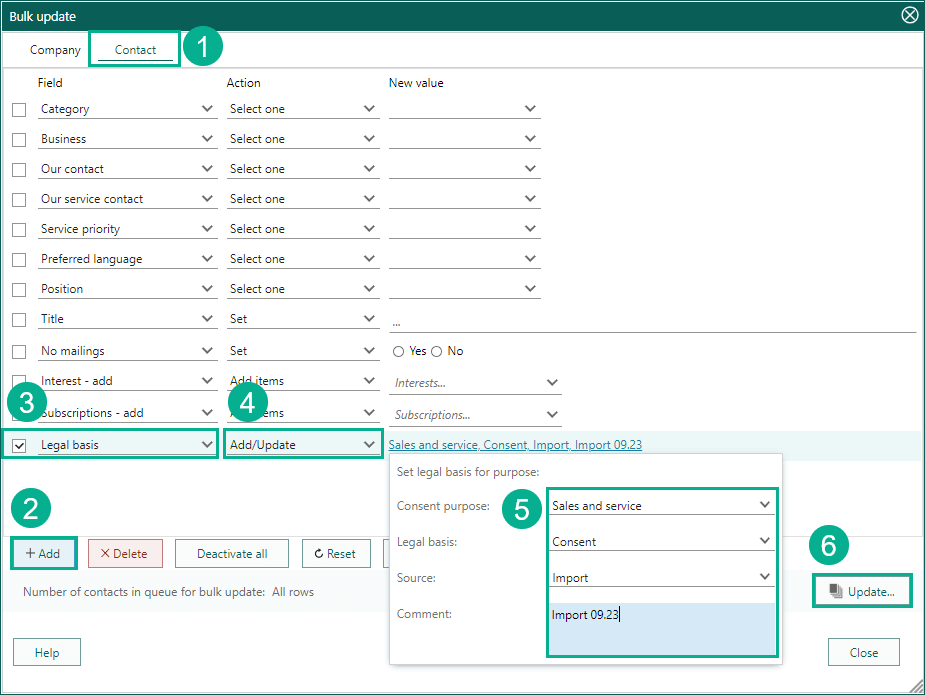 Bulk update
Company Contact 1
Field Action New value
Category Select one
Business Select one
Our contact Select one
Our service contact Select one
Service priority Select one
Preferred language Select one
Position Select one
Title Set ...
No mailings Set Yes No
Interest - add Add items Interests...
3 4
Subscriptions - add items Subscriptions...
Legal basis Add/Update Sales and service, Consent, Import, Import 09.23
Set legal basis for purpose:
2 5
Consent purpose: Sales and service
Legal basis: Consent
Source: Import
Comment: Import 09.23
+ Add Delete Deactivate all Reset
6
Number of contacts in queue for bulk update: All rows Update...
Help Close